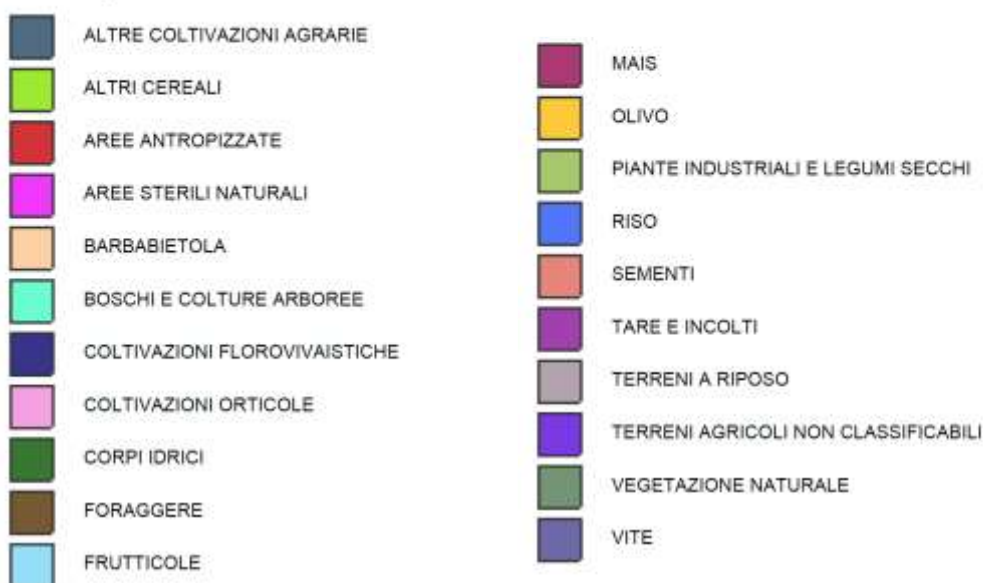 ALTRE COLTIVAZIONI AGRARIE
ALTRI CEREALI
AREE ANTROPIZZATE
AREE STERILI NATURALI
BARBABIETOLA
BOSCHI E COLTURE ARBOREE
COLTIVAZIONI FLOROVIVAISTICHE
COLTIVAZIONI ORTICOLE
CORPI IDRICI
FORAGGERE
FRUTTICOLE
MAIS
OLIVO
PIANTE INDUSTRIALI E LEGUMI SECCHI
RISO
SEMENTI
TARE E INCOLTI
TERRENI A RIPOSO
TERRENI AGRICOLI NON CLASSIFICABILI
VEGETAZIONE NATURALE
VITE